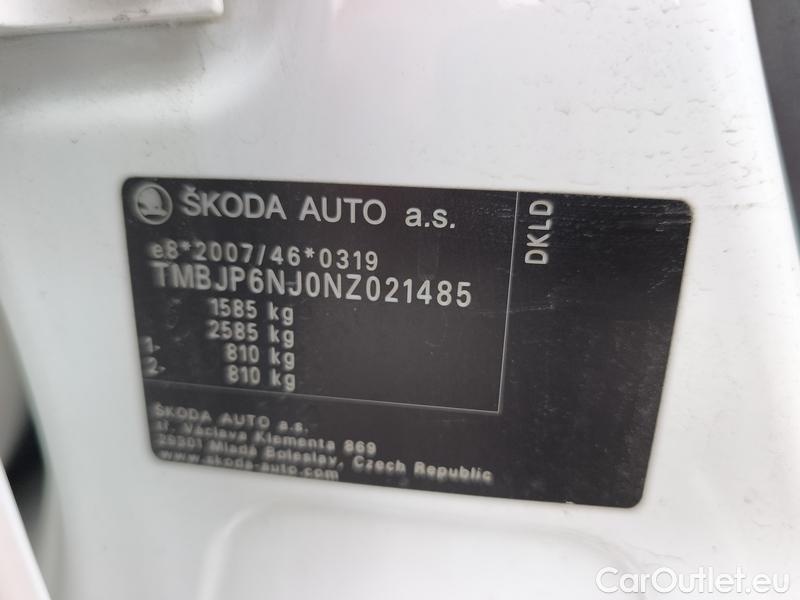 ŠKODA AUTO a.s.
DKLD
e8*2007/46*0319
TMBJP6NJ0NZ021485
1585 kg
2585 kg
1- 810 kg
2- 810 kg
ŠKODA AUTO a.s.
tř. Václava Klementa 869
29301 Mladá Boleslav, Czech Republic
www.skoda-auto.com
CarOutlet.eu